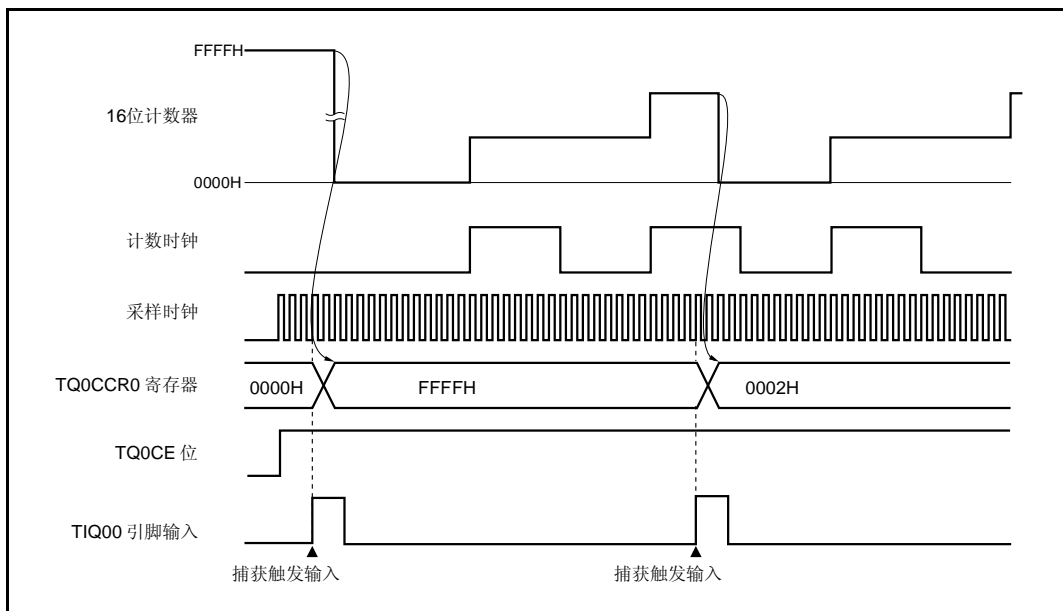 FFFFH
16位计数器
0000H
计数时钟
采样时钟
TQ0CCR0 寄存器 0000H FFFFH 0002H
TQ0CE 位
TIQ00 引脚输入
捕获触发输入 捕获触发输入